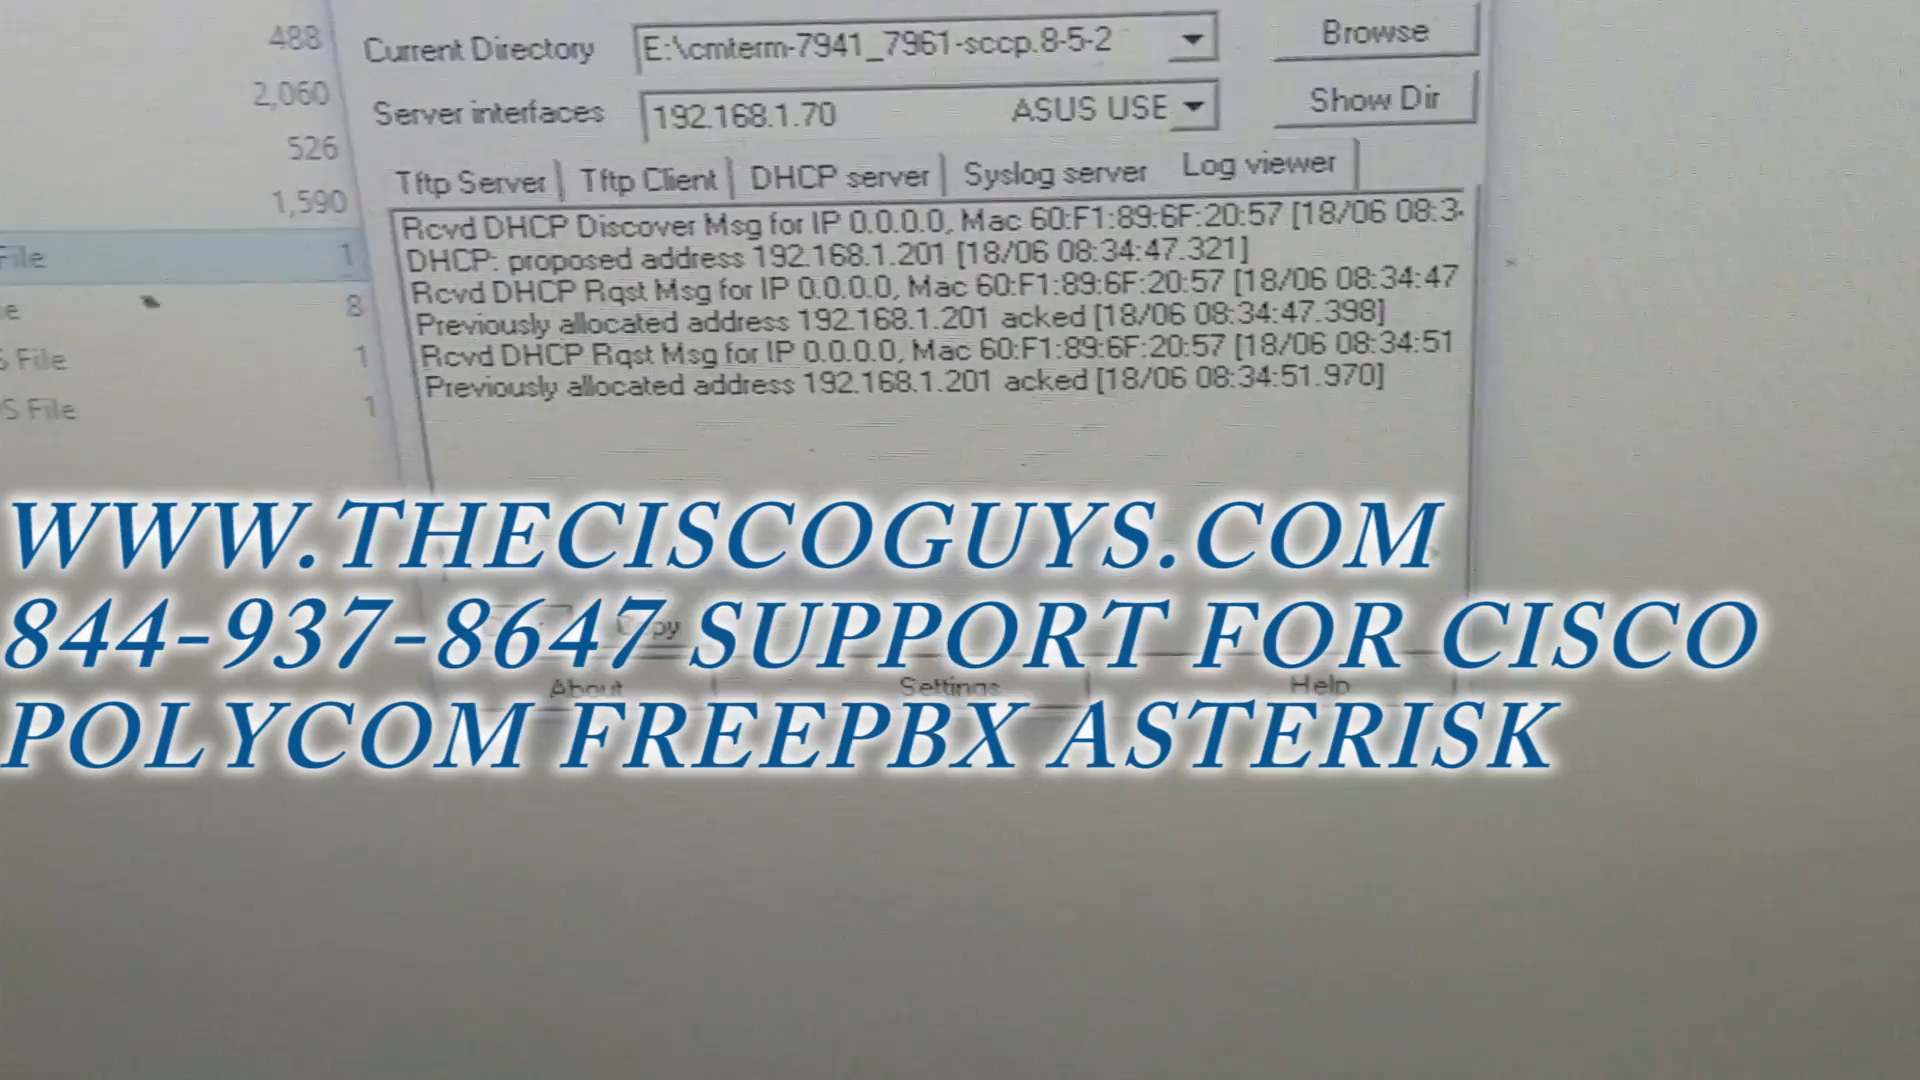 488
Current Directory E:\cmterm-7941_7961-sccp.8-5-2 Browse
2,060
Server interfaces 192.168.1.70 ASUS USE Show Dir
526
Tftp Server Tftp Client DHCP server Syslog server Log viewer
1,590
Rcvd DHCP Discover Msg for IP 0.0.0.0, Mac 60:F1:89:6F:20:57 [18/06 08:3
File 1
DHCP: proposed address 192.168.1.201 [18/06 08:34:47.321]
Rcvd DHCP Rqst Msg for IP 0.0.0.0, Mac 60:F1:89:6F:20:57 [18/06 08:34:47
e 8
Previously allocated address 192.168.1.201 acked [18/06 08:34:47.398]
S File 1
Rcvd DHCP Rqst Msg for IP 0.0.0.0, Mac 60:F1:89:6F:20:57 [18/06 08:34:51
Previously allocated address 192.168.1.201 acked [18/06 08:34:51.970]
S File 1
WWW.THECISCOGUYS.COM
844-937-8647 SUPPORT FOR CISCO
Copy
About Settings Help
POLYCOM FREEPBX ASTERISK